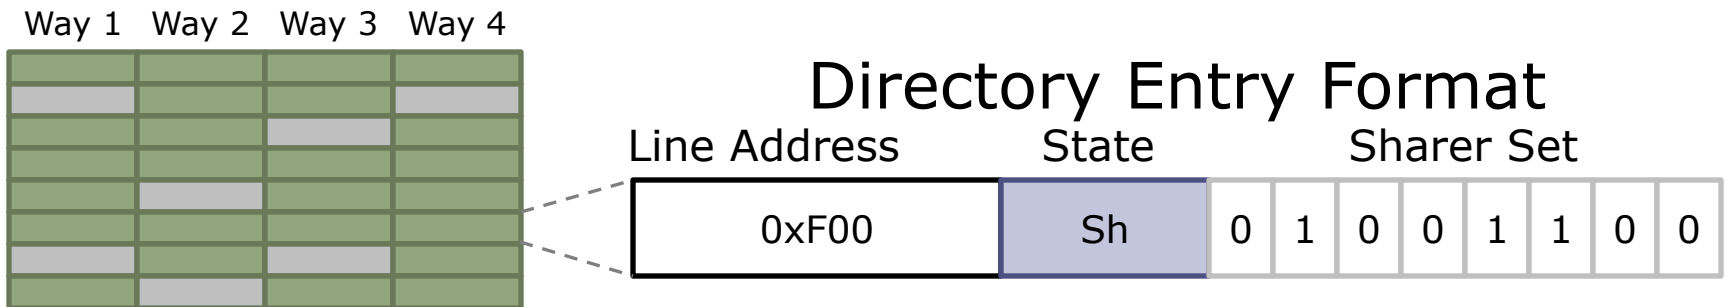 Way 1 Way 2 Way 3 Way 4
Directory Entry Format
Line Address State Sharer Set
0xF00 Sh 0 1 0 0 1 1 0 0